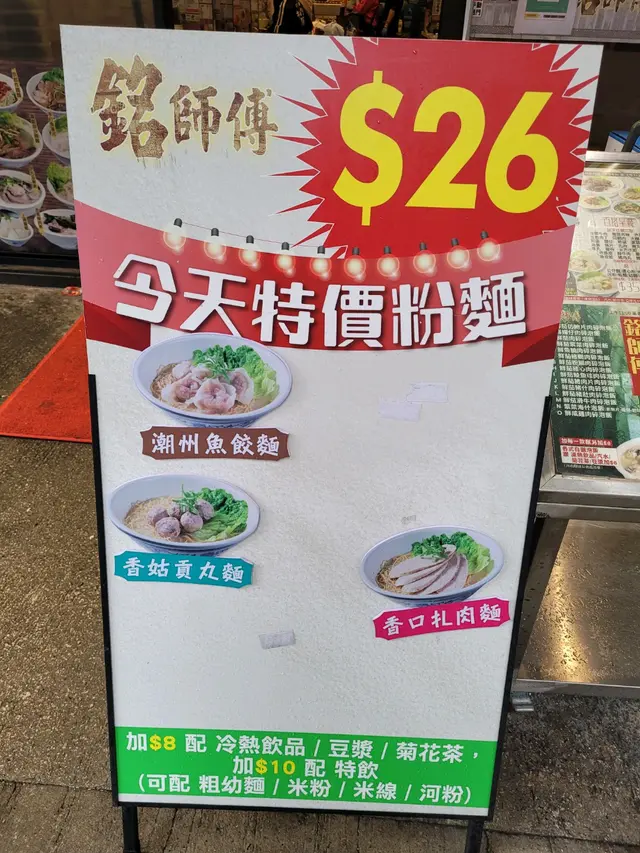 銘師傅
$26
今天特價粉麵
潮州魚餃麵
香菇貢丸麵
香口扎肉麵
加$8 配 冷熱飲品 / 豆漿 / 菊花茶，
加$10 配 特飲
(可配 粗幼麵 / 米粉 / 米線 / 河粉)